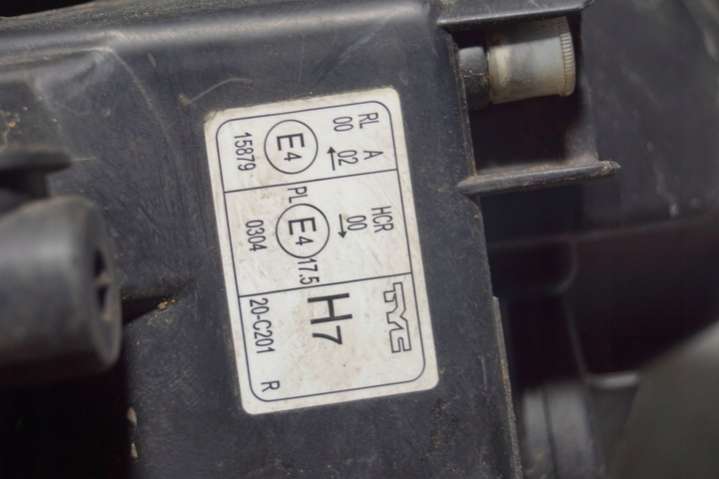 RL A
00 02
E4
15879
HCR
00
PL E4 17.5
0304
TYC
H7
20-C201 R